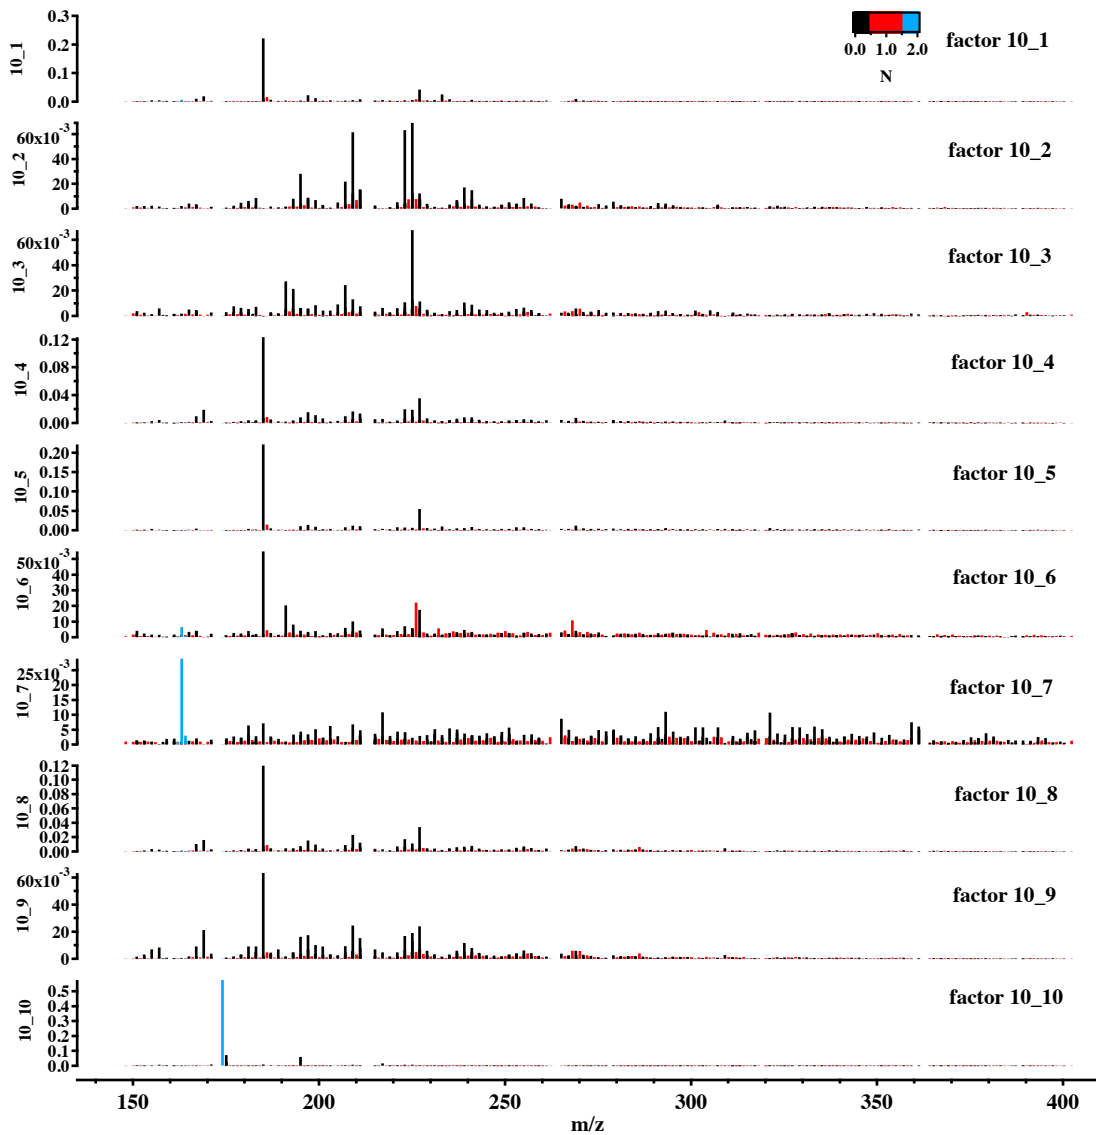 0.0 1.0 2.0
N
0.3
0.2
0.1
0.0
10_1
factor 10_1
60x10-3
40
20
0
10_2
factor 10_2
60x10-3
40
20
0
10_3
factor 10_3
0.12
0.08
0.04
0.00
10_4
factor 10_4
0.20
0.15
0.10
0.05
0.00
10_5
factor 10_5
50x10-3
40
30
20
10
0
10_6
factor 10_6
25x10-3
20
15
10
5
0
10_7
factor 10_7
0.12
0.10
0.08
0.06
0.04
0.02
0.00
10_8
factor 10_8
60x10-3
40
20
0
10_9
factor 10_9
0.5
0.4
0.3
0.2
0.1
0.0
10_10
factor 10_10
150 200 250 300 350 400
m/z